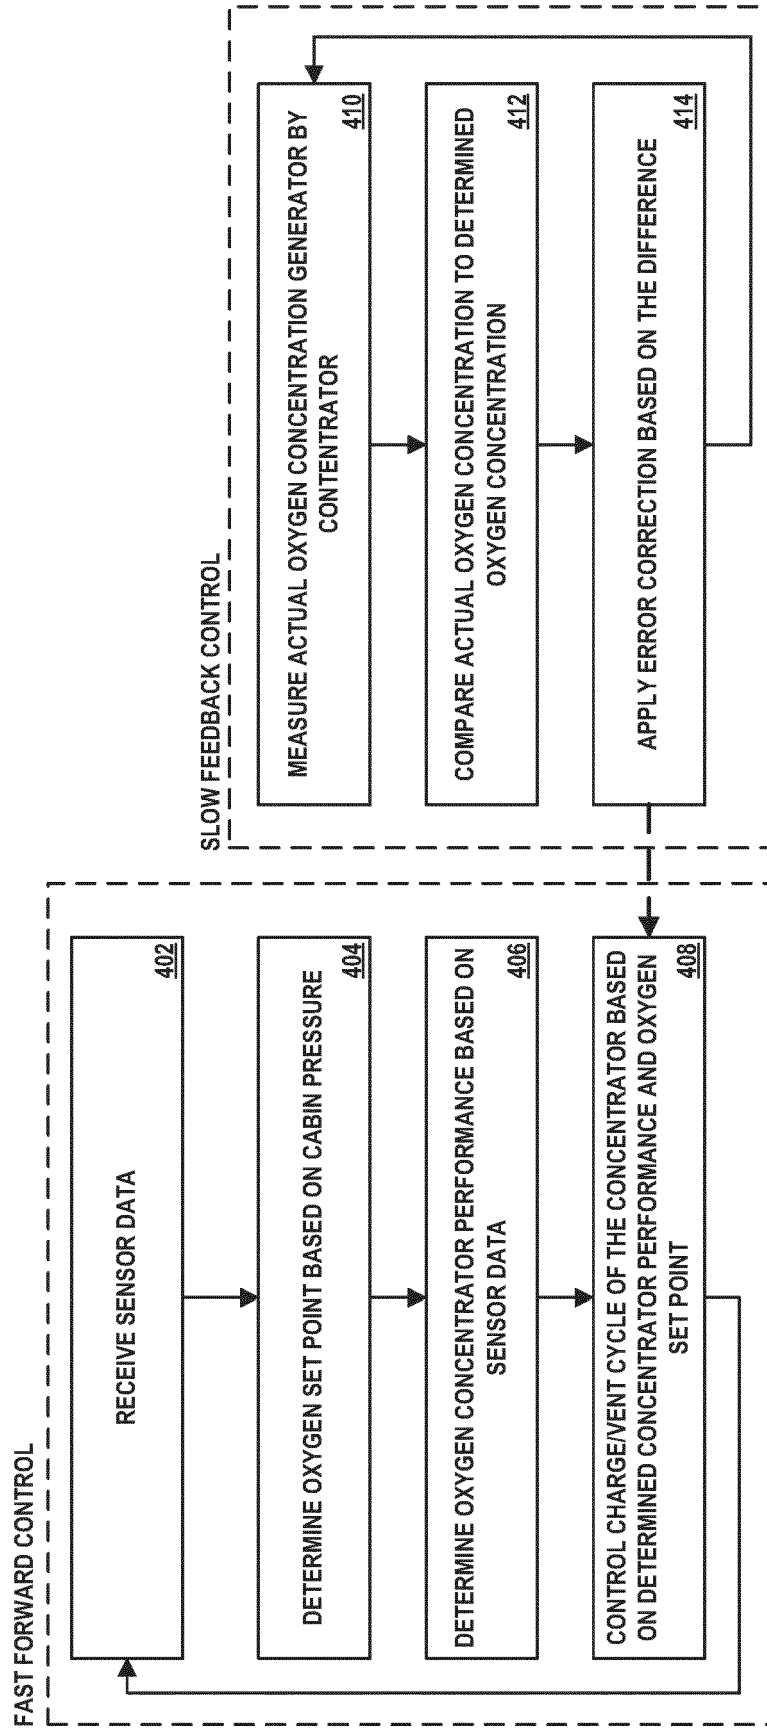 FAST FORWARD CONTROL
RECEIVE SENSOR DATA
402
DETERMINE OXYGEN SET POINT BASED ON CABIN PRESSURE
404
DETERMINE OXYGEN CONCENTRATOR PERFORMANCE BASED ON
SENSOR DATA
406
CONTROL CHARGE/VENT CYCLE OF THE CONCENTRATOR BASED
ON DETERMINED CONCENTRATOR PERFORMANCE AND OXYGEN
SET POINT
408
SLOW FEEDBACK CONTROL
MEASURE ACTUAL OXYGEN CONCENTRATION GENERATOR BY
CONTENTRATOR
410
COMPARE ACTUAL OXYGEN CONCENTRATION TO DETERMINED
OXYGEN CONCENTRATION
412
APPLY ERROR CORRECTION BASED ON THE DIFFERENCE
414